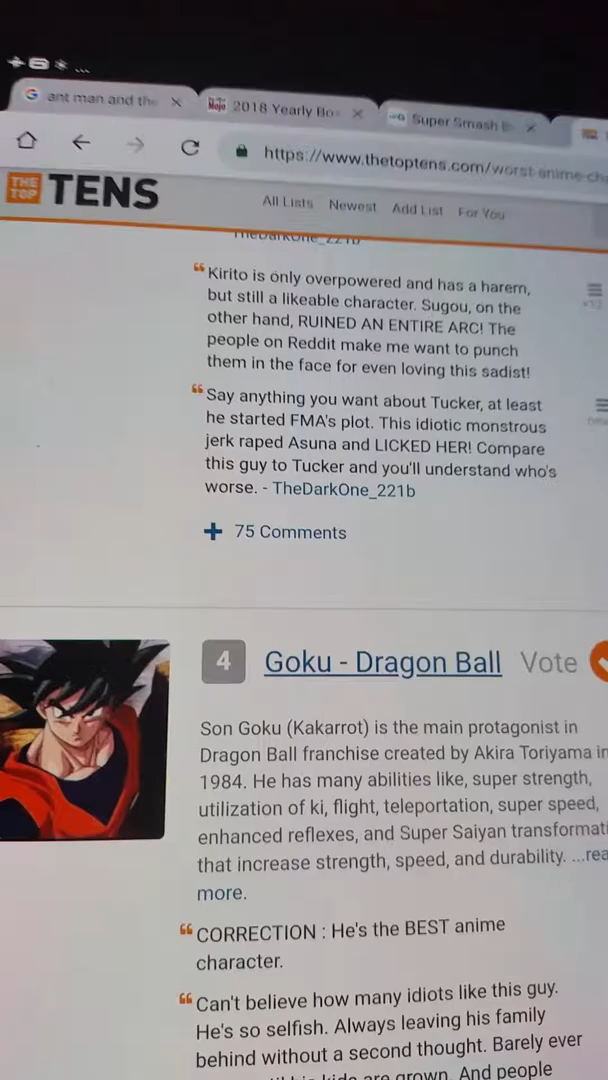 ant man and the
2018 Yearly Bo
Super Smash B
https://www.thetoptens.com/worst-anime-cha
THE TOP TENS
All Lists Newest Add List For You
TheDarkOne_221b
“Kirito is only overpowered and has a harem,
but still a likeable character. Sugou, on the
other hand, RUINED AN ENTIRE ARC! The
people on Reddit make me want to punch
them in the face for even loving this sadist!
“Say anything you want about Tucker, at least
he started FMA's plot. This idiotic monstrous
jerk raped Asuna and LICKED HER! Compare
this guy to Tucker and you'll understand who's
worse. - TheDarkOne_221b
+ 75 Comments
4 Goku - Dragon Ball Vote
Son Goku (Kakarrot) is the main protagonist in
Dragon Ball franchise created by Akira Toriyama in
1984. He has many abilities like, super strength,
utilization of ki, flight, teleportation, super speed,
enhanced reflexes, and Super Saiyan transformati
that increase strength, speed, and durability. ...rea
more.
“CORRECTION : He's the BEST anime
character.
“Can't believe how many idiots like this guy.
He's so selfish. Always leaving his family
behind without a second thought. Barely ever
kids are grown. And people